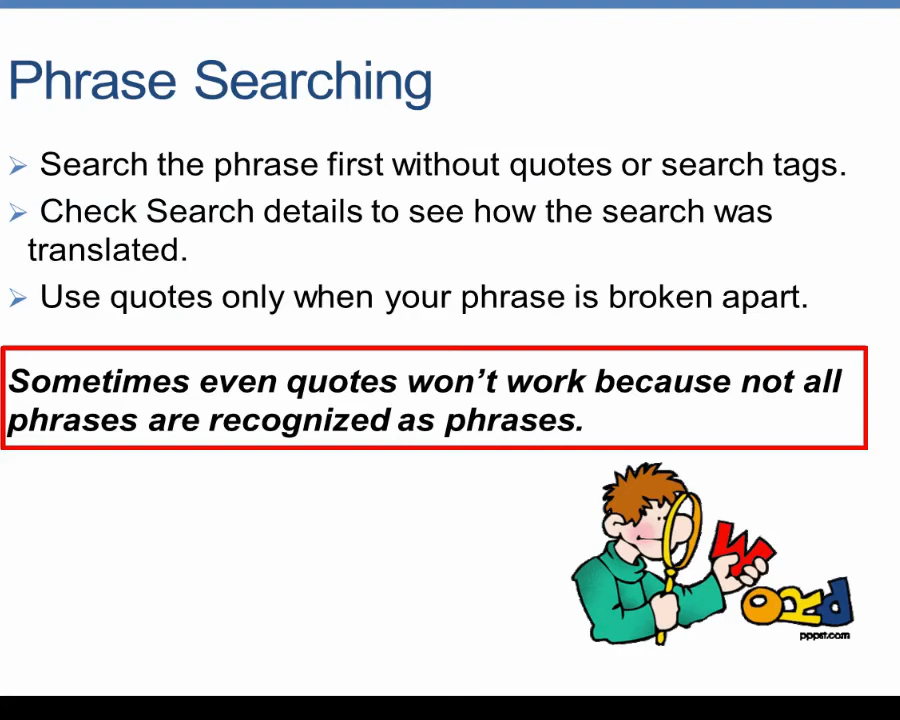 Phrase Searching
Search the phrase first without quotes or search tags.
Check Search details to see how the search was
translated.
Use quotes only when your phrase is broken apart.
Sometimes even quotes won’t work because not all
phrases are recognized as phrases.
W
ORD
pppst.com